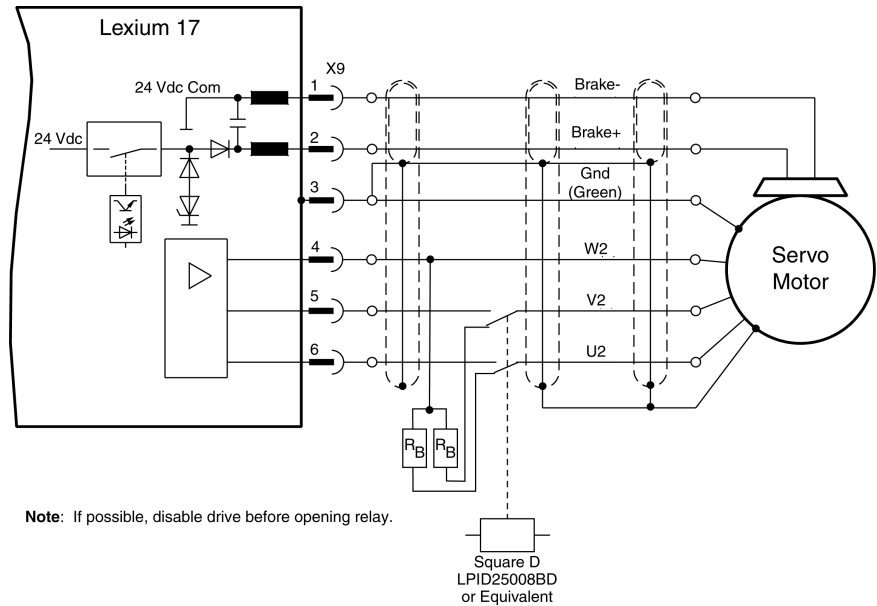 Lexium 17
X9
24 Vdc Com
1
Brake-
24 Vdc
2
Brake+
3
Gnd
(Green)
4
W2
Servo
Motor
5
V2
6
U2
RB
RB
Note: If possible, disable drive before opening relay.
Square D
LPID25008BD
or Equivalent